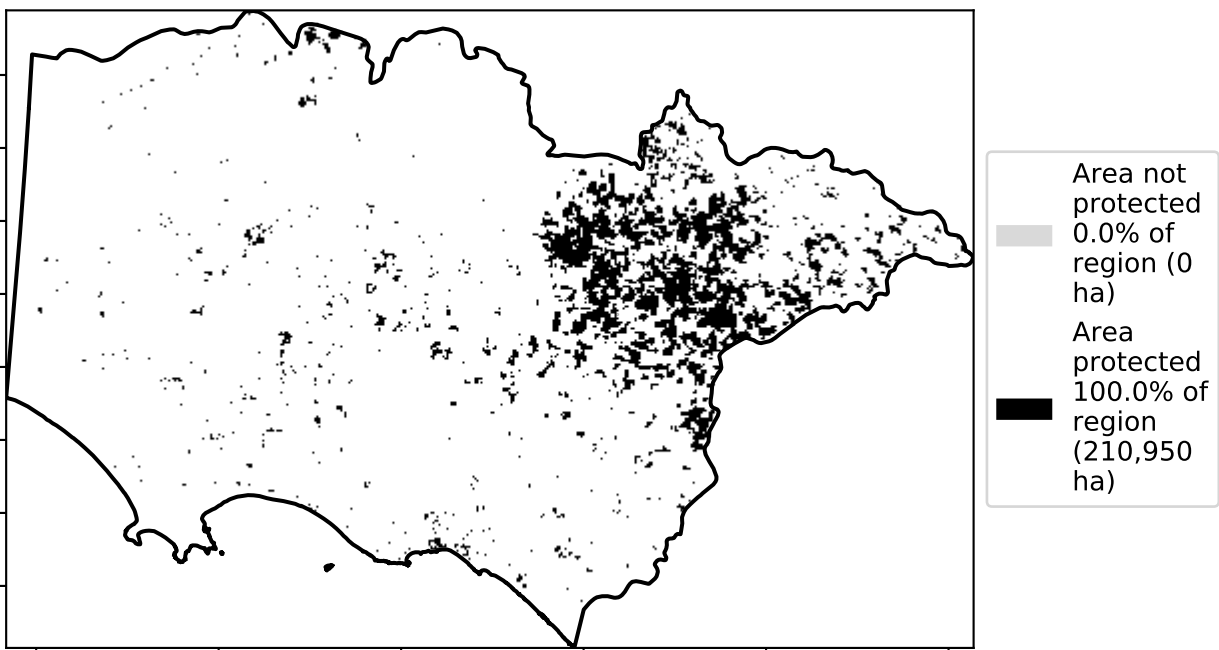 Area not
protected
0.0% of
region (0
ha)
Area
protected
100.0% of
region
(210,950
ha)